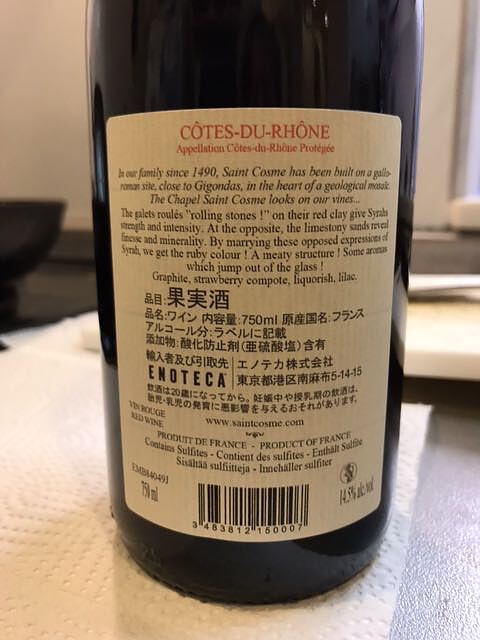 CÔTES-DU-RHÔNE
Appellation Côtes-du-Rhône Protégée
In our family since 1490, Saint Cosme has been built on a gallo-
roman site, close to Gigondas, in the heart of a geological mosaic.
The Chapel Saint Cosme looks on our vines...
The galets roulés "rolling stones !" on their red clay give Syrahs
strength and intensity. At the opposite, the limestony sands reveal
finesse and minerality. By marrying these opposed expressions of
Syrah, we get the ruby colour ! A meaty structure ! Some aromas
which jump out of the glass !
Graphite, strawberry compote, liquorish, lilac.
品目:果実酒
品名:ワイン 内容量:750ml 原産国名:フランス
アルコール分:ラベルに記載
添加物:酸化防止剤(亜硫酸塩)含有
輸入者及び引取先
ENOTECA
エノテカ株式会社
東京都港区南麻布5-14-15
飲酒は20歳になってから。妊娠中や授乳期の飲酒は、
胎児・乳児の発育に悪影響を与えるおそれがあります。
VIN ROUGE
RED WINE
www.saintcosme.com
PRODUIT DE FRANCE - PRODUCT OF FRANCE
Contains Sulfites - Contient des sulfites - Enthält Sulfite
Sisältää sulfiitteja - Innehåller sulfiter
EMB84049J
750 ml
14,5% alc./vol.
3 483812 150007